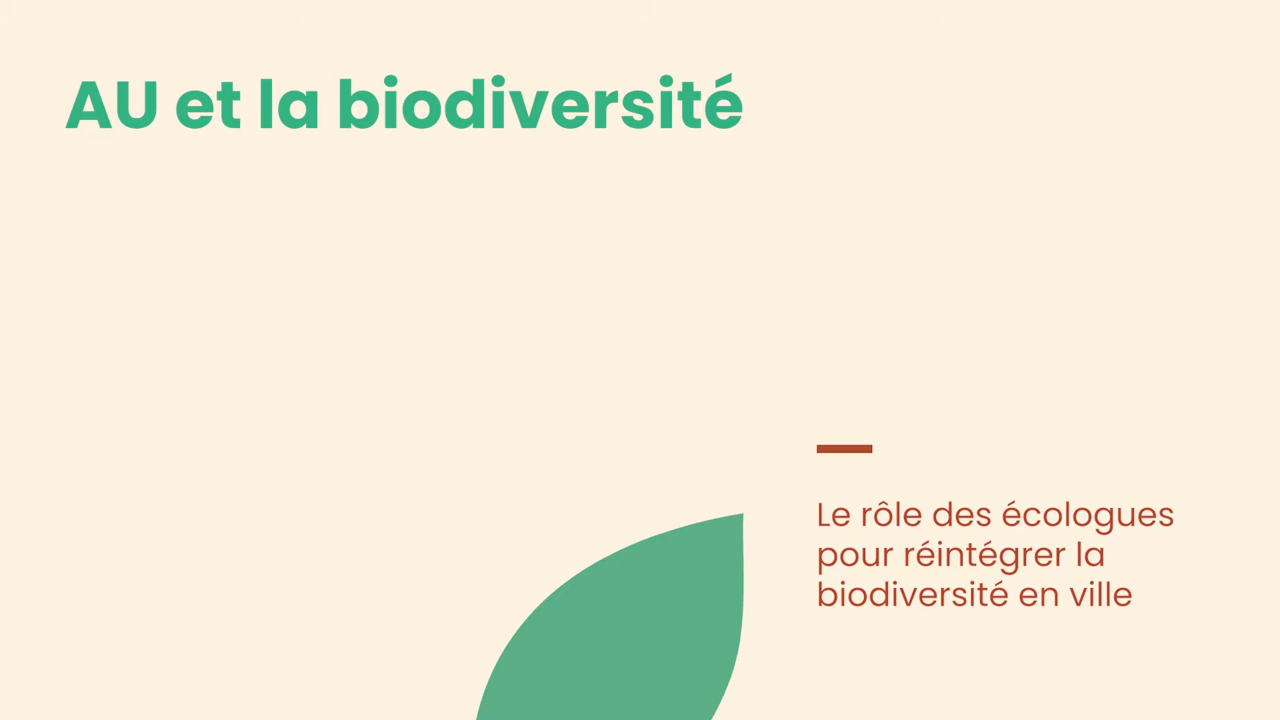 AU et la biodiversité
Le rôle des écologues
pour réintégrer la
biodiversité en ville